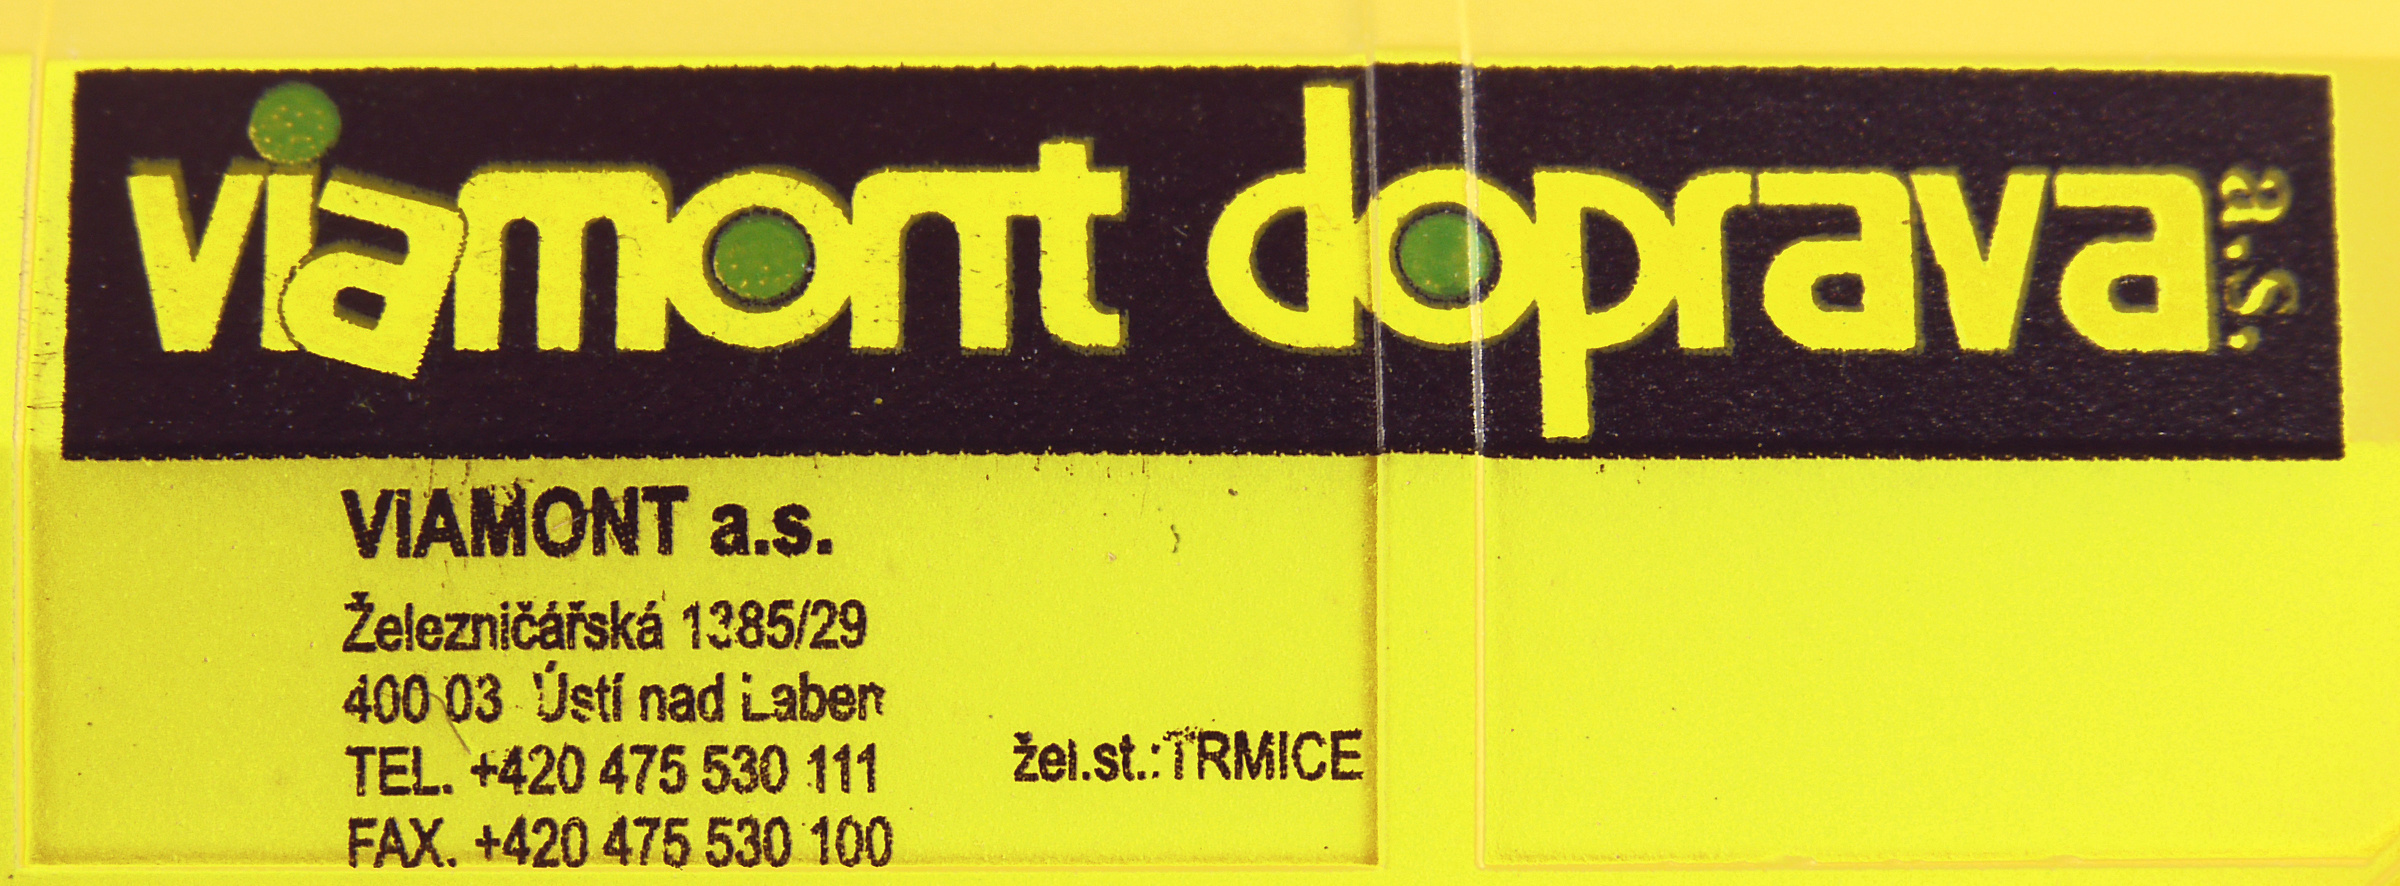 viamont doprava a.s.
VIAMONT a.s.
Železničářská 1385/29
400 03 Ústí nad Labem
TEL. +420 475 530 111
žel.st.:TRMICE
FAX. +420 475 530 100